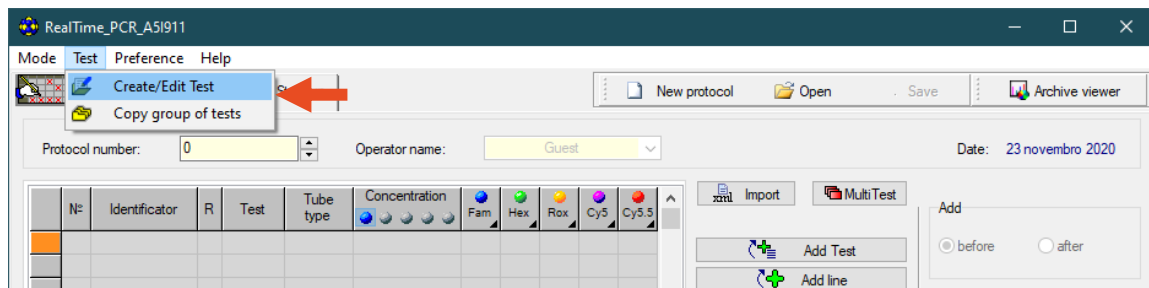 RealTime_PCR_A5I911
Mode Test Preference Help
Create/Edit Test
Copy group of tests
New protocol Open Save Archive viewer
Protocol number: 0 Operator name: Guest Date: 23 novembro 2020
Nº Identificator R Test Tube type Concentration Fam Hex Rox Cy5 Cy5.5
xml Import MultiTest
Add
before after
Add Test
Add line